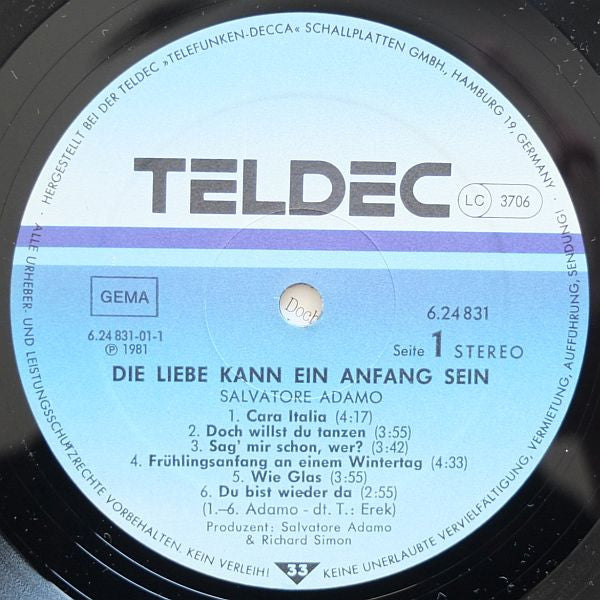 HERGESTELLT BEI DER TELDEC »TELEFUNKEN-DECCA« SCHALLPLATTEN GMBH., HAMBURG 19, GERMANY ·
TELDEC
LC 3706
GEMA
Doch
6.24 831-01-1
℗ 1981
6.24831
Seite 1 STEREO
DIE LIEBE KANN EIN ANFANG SEIN
SALVATORE ADAMO
1. Cara Italia (4:17)
2. Doch willst du tanzen (3:55)
3. Sag' mir schon, wer? (3:42)
4. Frühlingsanfang an einem Wintertag (4:33)
5. Wie Glas (3:55)
6. Du bist wieder da (2:55)
(1.–6. Adamo - dt. T.: Erek)
Produzent: Salvatore Adamo
& Richard Simon
33
ALLE URHEBER- UND LEISTUNGSSCHUTZRECHTE VORBEHALTEN. KEIN VERLEIH! KEINE UNERLAUBTE VERVIELFÄLTIGUNG, VERMIETUNG, AUFFÜHRUNG, SENDUNG!